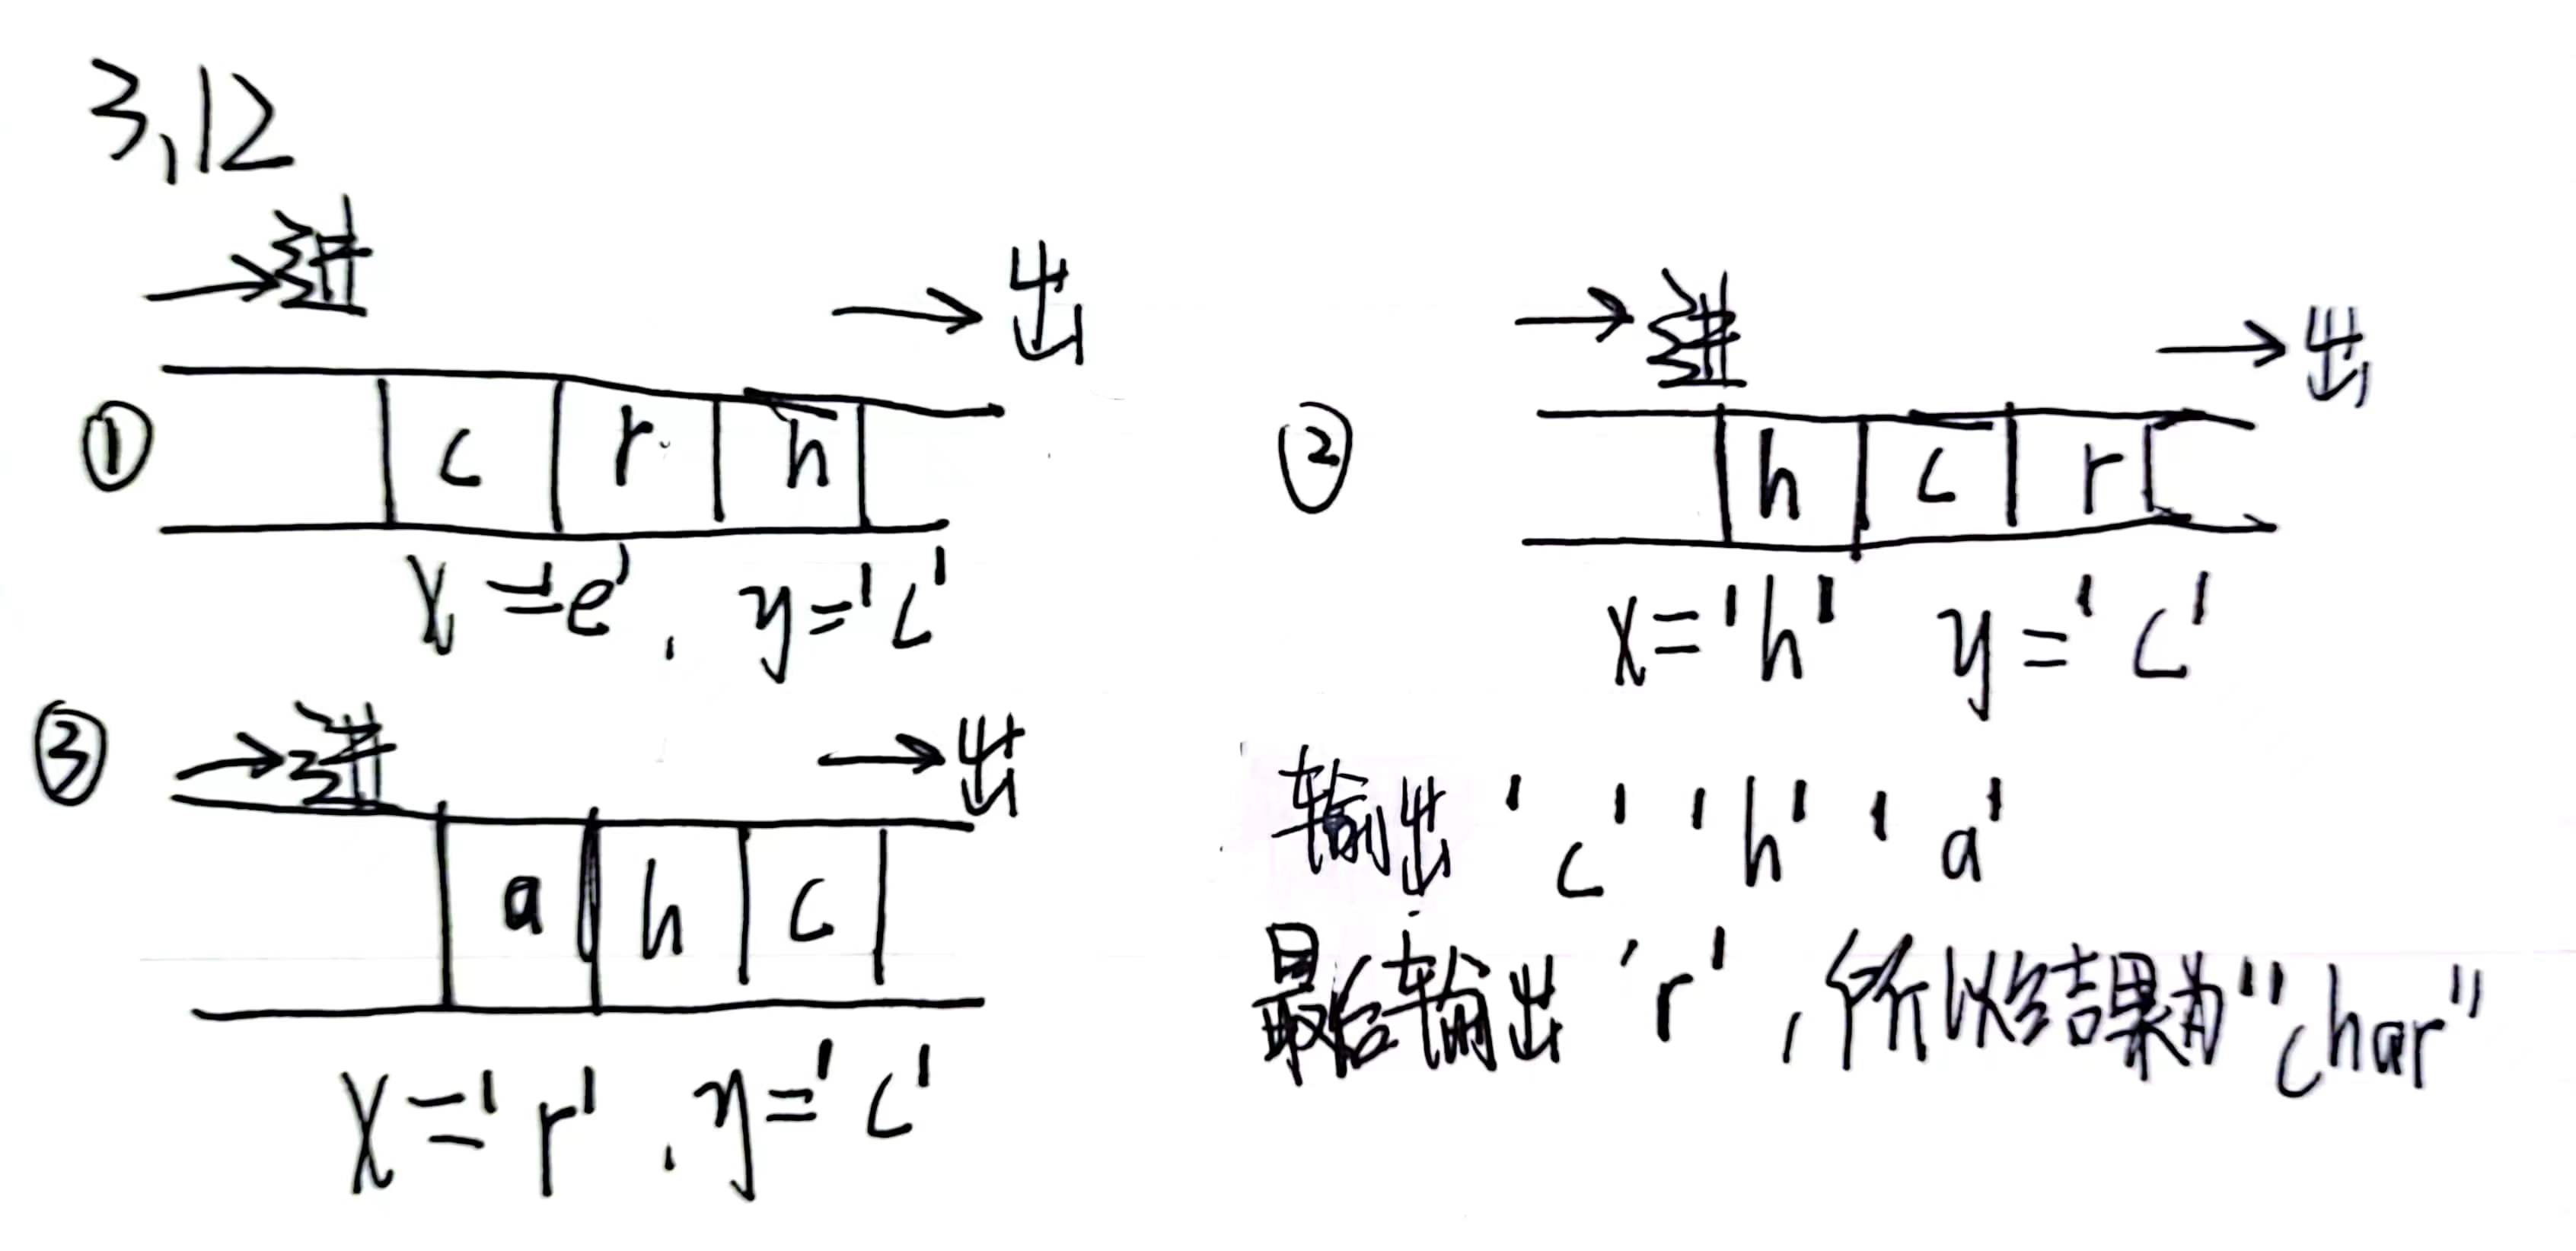 3,12
→进 →出
① c r h
x='e', y='c'
→进 →出
② h c r
x='h' y='c'
③ →进 →出
a h c
x='r', y='c'
输出 'c' 'h' 'a'
最后输出 'r', 所以结果为"char"